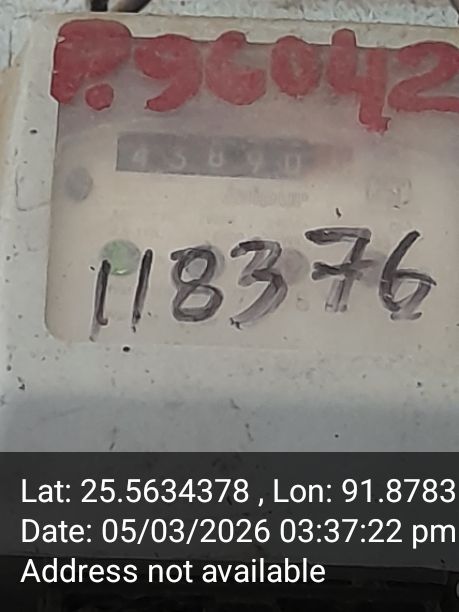 P.96042
43890
118376
Lat: 25.5634378 , Lon: 91.8783
Date: 05/03/2026 03:37:22 pm
Address not available